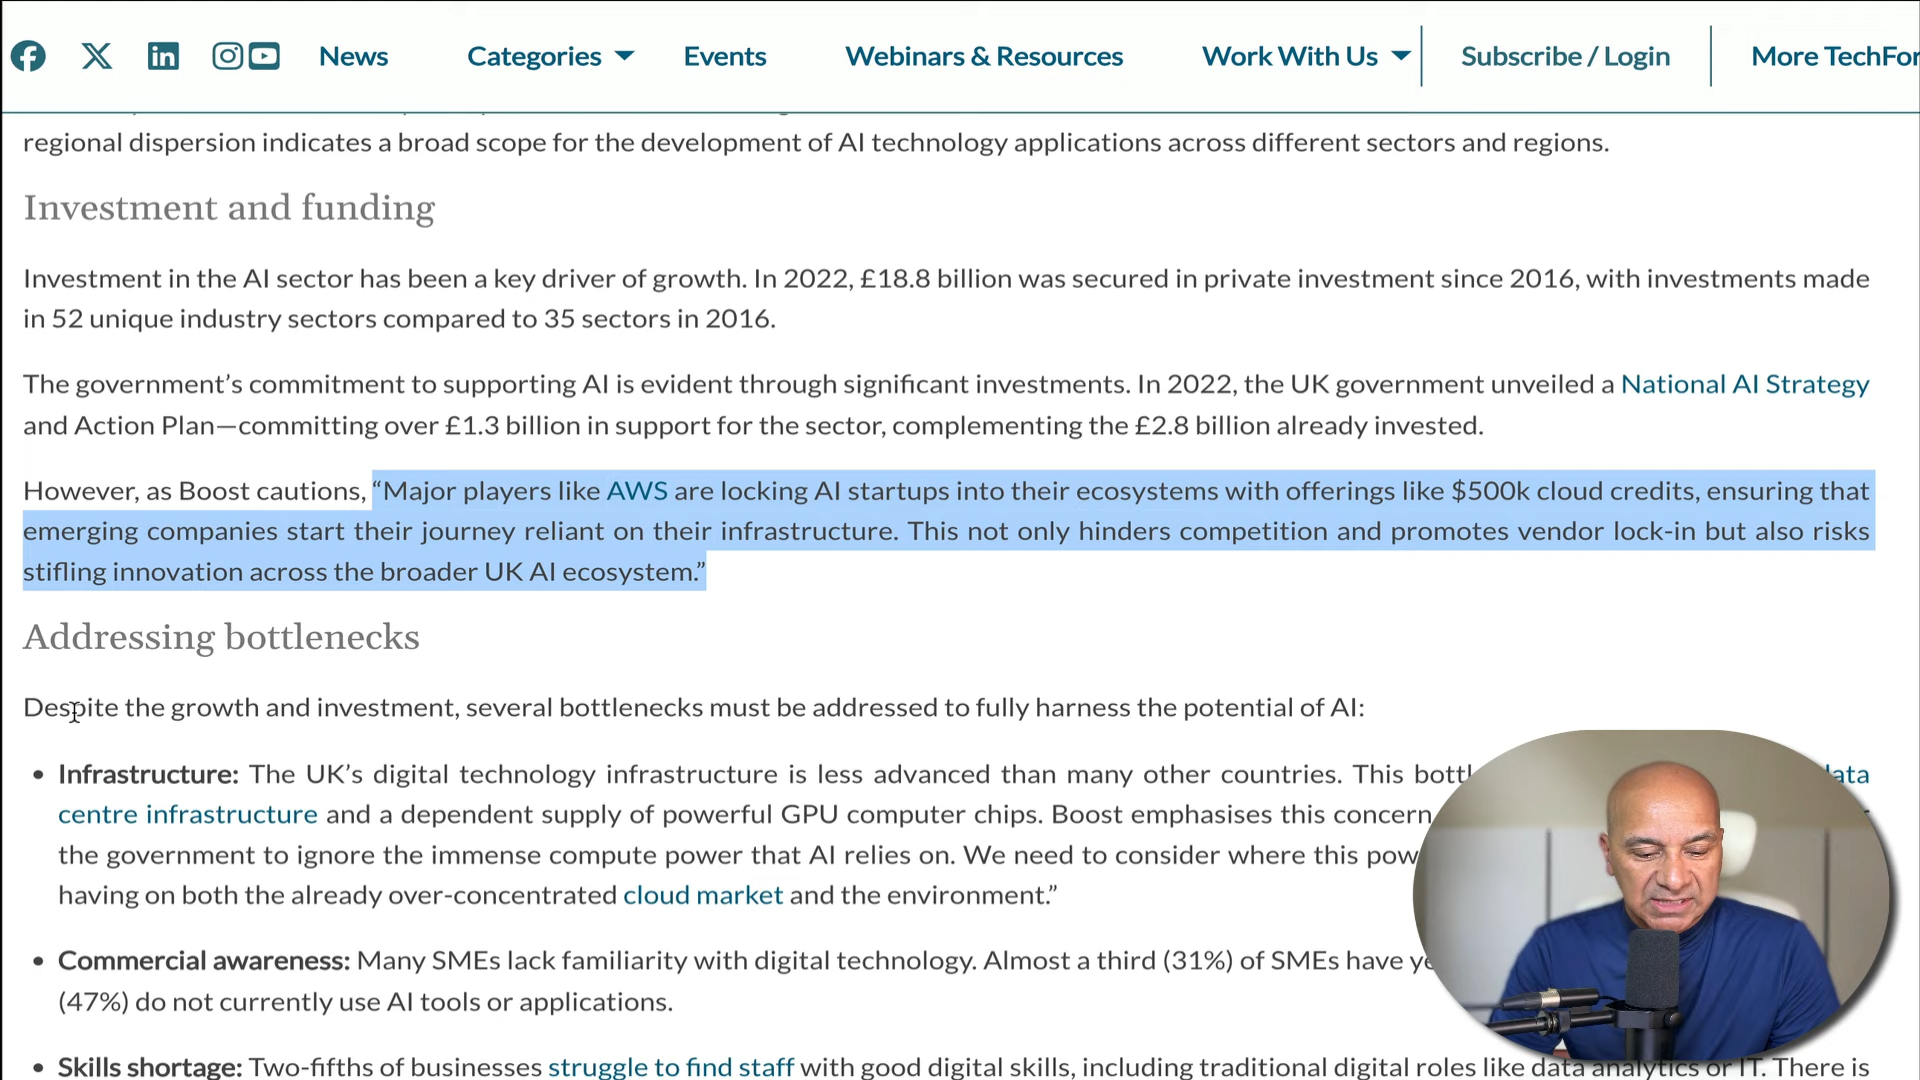 News Categories Events Webinars & Resources Work With Us Subscribe / Login More TechFor
regional dispersion indicates a broad scope for the development of AI technology applications across different sectors and regions.
Investment and funding
Investment in the AI sector has been a key driver of growth. In 2022, £18.8 billion was secured in private investment since 2016, with investments made
in 52 unique industry sectors compared to 35 sectors in 2016.
The government’s commitment to supporting AI is evident through significant investments. In 2022, the UK government unveiled a National AI Strategy
and Action Plan—committing over £1.3 billion in support for the sector, complementing the £2.8 billion already invested.
However, as Boost cautions, “Major players like AWS are locking AI startups into their ecosystems with offerings like $500k cloud credits, ensuring that
emerging companies start their journey reliant on their infrastructure. This not only hinders competition and promotes vendor lock-in but also risks
stifling innovation across the broader UK AI ecosystem.”
Addressing bottlenecks
Despite the growth and investment, several bottlenecks must be addressed to fully harness the potential of AI:
• Infrastructure: The UK’s digital technology infrastructure is less advanced than many other countries. This data
centre infrastructure and a dependent supply of powerful GPU computer chips. Boost emphasises this concern
the government to ignore the immense compute power that AI relies on. We need to consider where this
having on both the already over-concentrated cloud market and the environment.”
• Commercial awareness: Many SMEs lack familiarity with digital technology. Almost a third (31%) of SMEs have
(47%) do not currently use AI tools or applications.
• Skills shortage: Two-fifths of businesses struggle to find staff with good digital skills, including traditional digital roles like data analytics or IT. There is